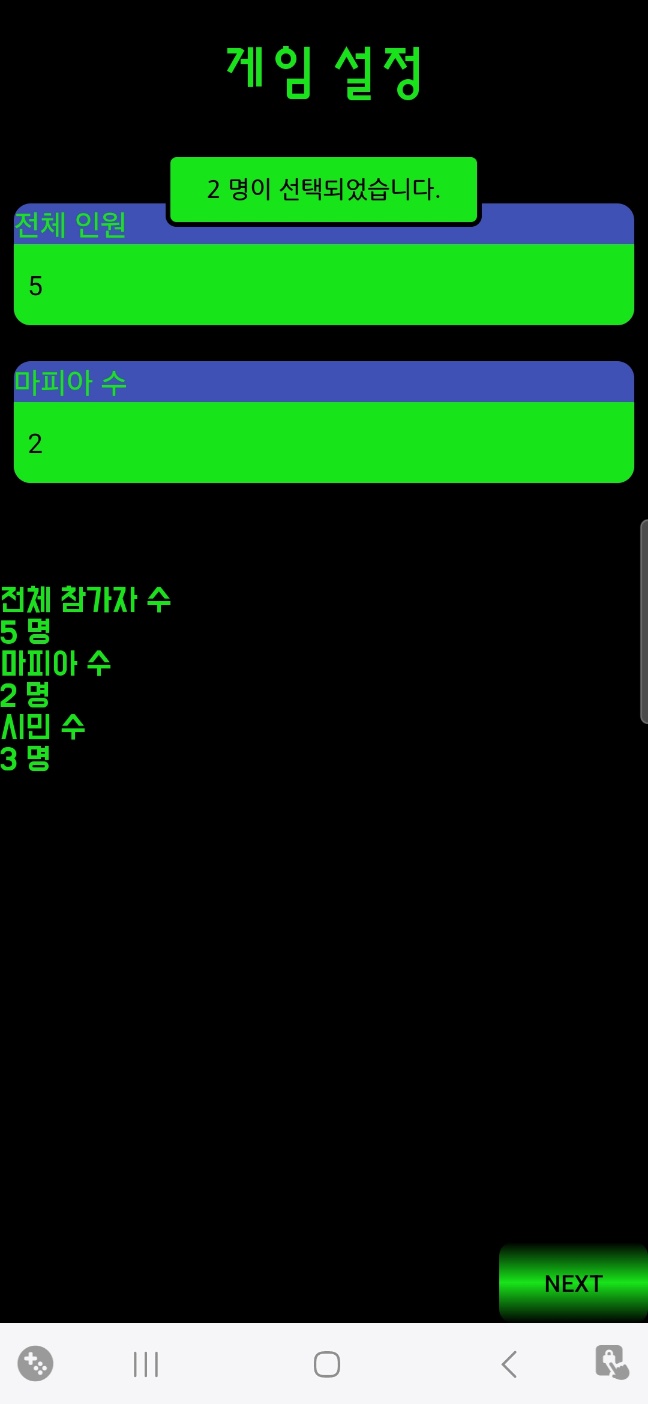 게임 설정
2 명이 선택되었습니다.
전체 인원
5
마피아 수
2
전체 참가자 수
5 명
마피아 수
2 명
시민 수
3 명
NEXT